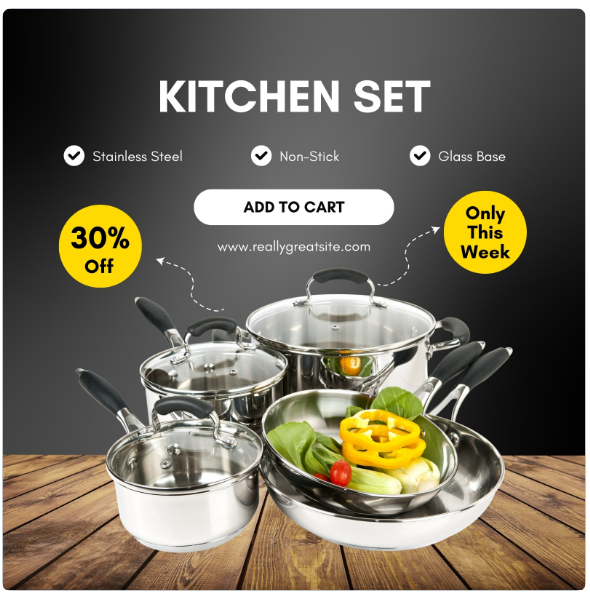 KITCHEN SET
Stainless Steel
Non-Stick
Glass Base
ADD TO CART
www.reallygreatsite.com
30%
Off
Only
This
Week